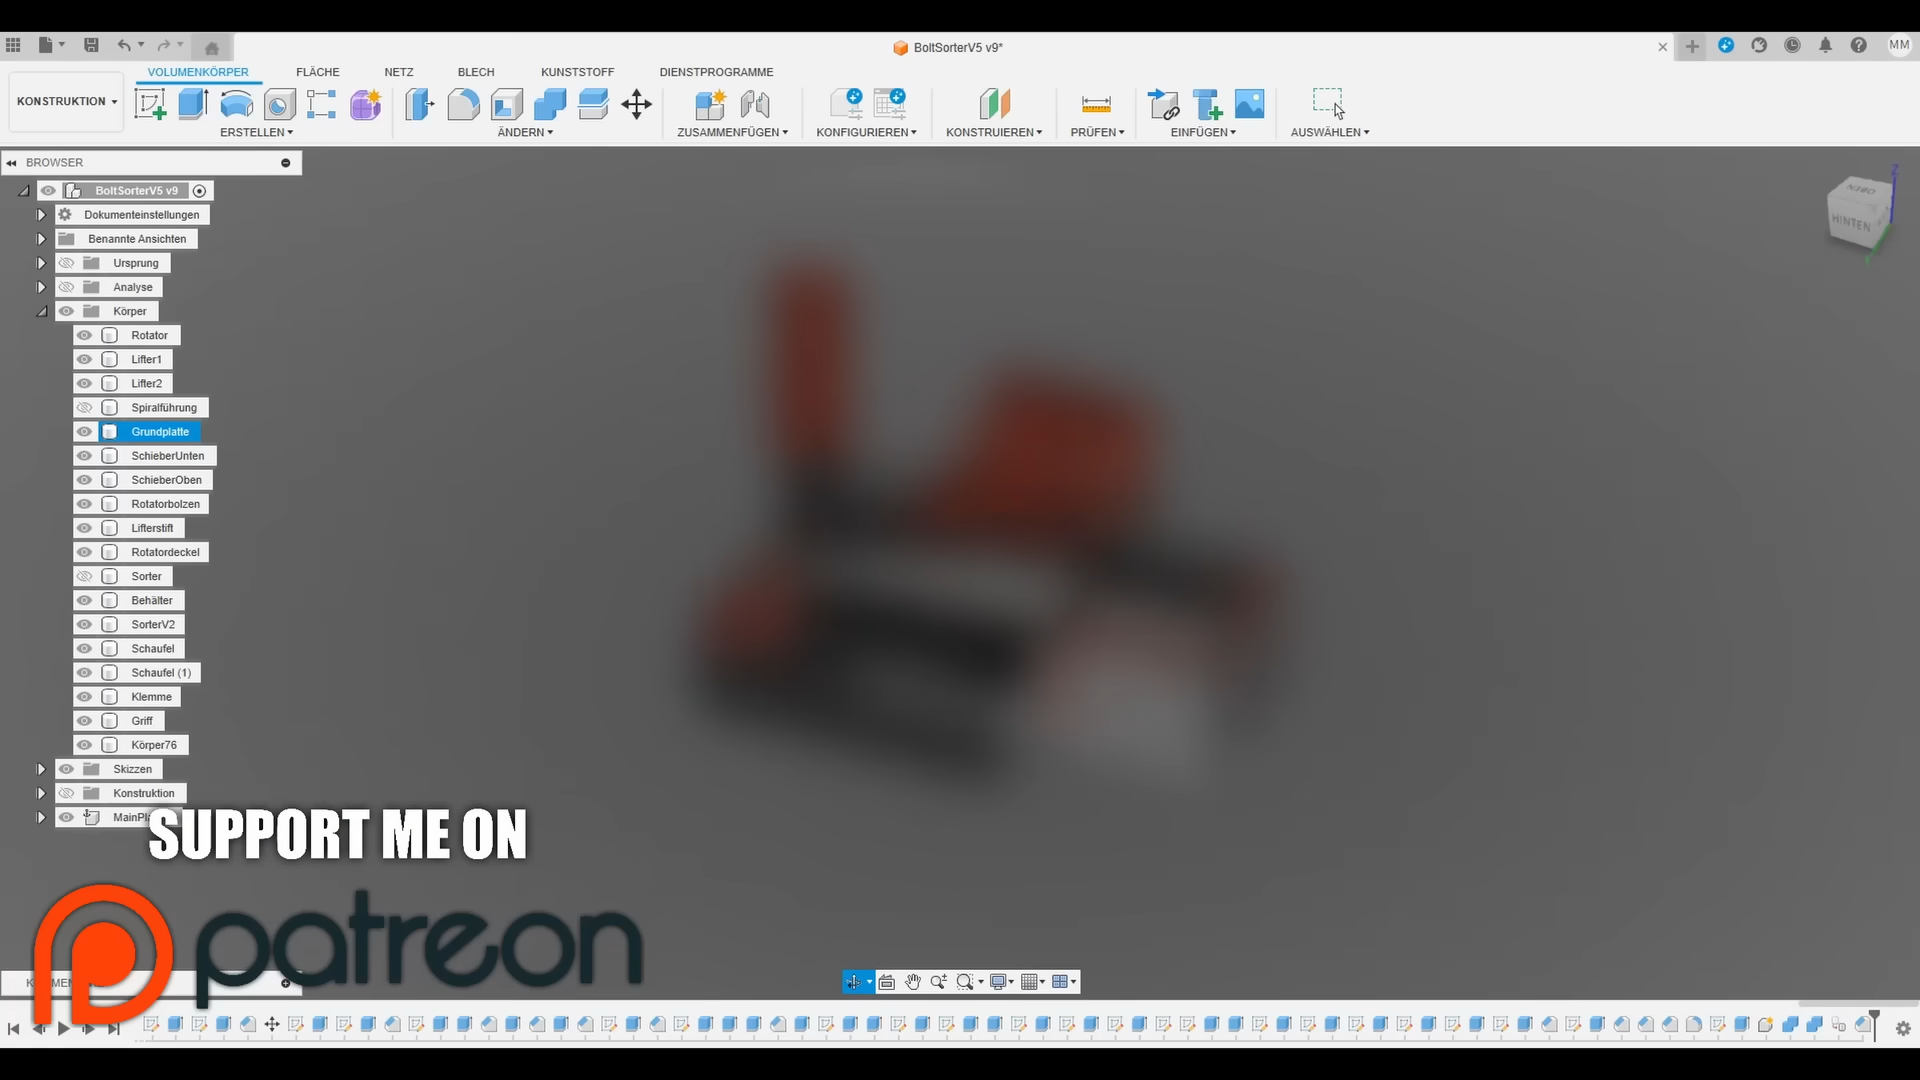 BoltSorterV5 v9*
MM
KONSTRUKTION
VOLUMENKÖRPER
FLÄCHE
NETZ
BLECH
KUNSTSTOFF
DIENSTPROGRAMME
ERSTELLEN
ÄNDERN
ZUSAMMENFÜGEN
KONFIGURIEREN
KONSTRUIEREN
PRÜFEN
EINFÜGEN
AUSWÄHLEN
BROWSER
BoltSorterV5 v9
Dokumenteinstellungen
Benannte Ansichten
Ursprung
Analyse
Körper
Rotator
Lifter1
Lifter2
Spiralführung
Grundplatte
SchieberUnten
SchieberOben
Rotatorbolzen
Lifterstift
Rotatordeckel
Sorter
Behälter
SorterV2
Schaufel
Schaufel (1)
Klemme
Griff
Körper76
Skizzen
Konstruktion
HINTEN
OBEN
Z
SUPPORT ME ON
patreon